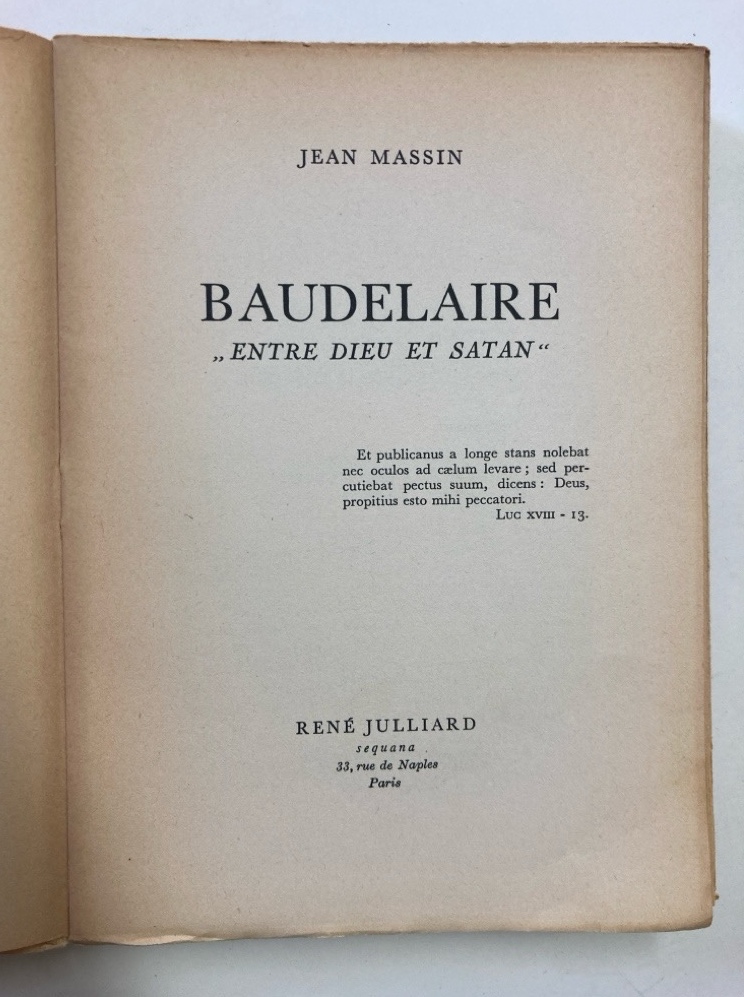 JEAN MASSIN
BAUDELAIRE
„ENTRE DIEU ET SATAN“
Et publicanus a longe stans nolebat
nec oculos ad cælum levare ; sed per-
cutiebat pectus suum, dicens : Deus,
propitius esto mihi peccatori.
Luc XVIII - 13.
RENÉ JULLIARD
sequana
33, rue de Naples
Paris